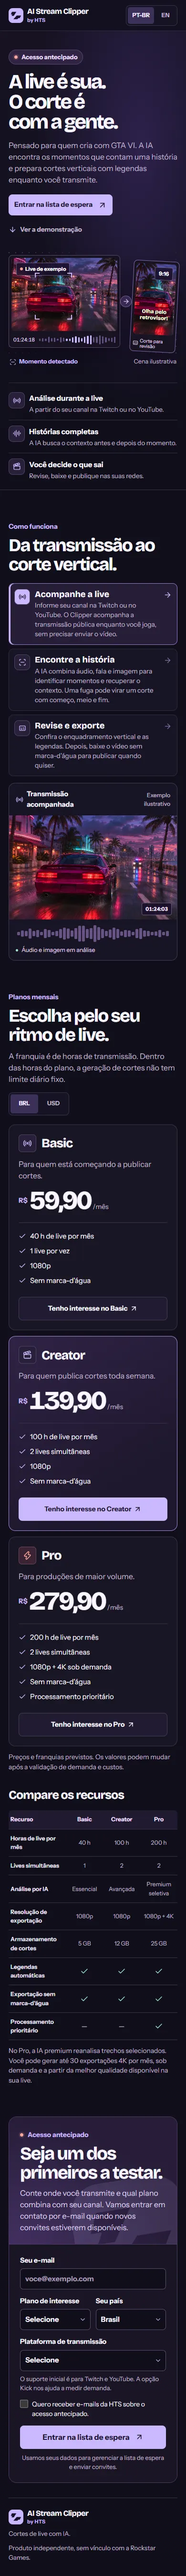 AI Stream Clipper
by HTS
PT-BR
EN
Acesso antecipado
A live é sua.
O corte é
com a gente.
Pensado para quem cria com GTA VI. A IA
encontra os momentos que contam uma história
e prepara cortes verticais com legendas
enquanto você transmite.
Entrar na lista de espera
Ver a demonstração
Live de exemplo
01:24:18
9:16
Olha pelo
retrovisor!
Corte para
revisão
Momento detectado
Cena ilustrativa
Análise durante a live
A partir do seu canal na Twitch ou no YouTube.
Histórias completas
A IA busca o contexto antes e depois do momento.
Você decide o que sai
Revise, baixe e publique nas suas redes.
Como funciona
Da transmissão ao
corte vertical.
Acompanhe a live
Informe seu canal na Twitch ou no
YouTube. O Clipper acompanha a
transmissão pública enquanto você joga,
sem precisar enviar o vídeo.
Encontre a história
A IA combina áudio, fala e imagem para
identificar momentos e recuperar o
contexto. Uma fuga pode virar um corte
com começo, meio e fim.
Revise e exporte
Confira o enquadramento vertical e as
legendas. Depois, baixe o vídeo sem
marca-d'água para publicar quando
quiser.
Transmissão
acompanhada
Exemplo
ilustrativo
01:24:03
Áudio e imagem em análise
Planos mensais
Escolha pelo seu
ritmo de live.
A franquia é de horas de transmissão. Dentro
das horas do plano, a geração de cortes não tem
limite diário fixo.
BRL
USD
Basic
Para quem está começando a publicar
cortes.
R$ 59,90 /mês
40 h de live por mês
1 live por vez
1080p
Sem marca-d'água
Tenho interesse no Basic
Creator
Para quem publica cortes toda semana.
R$ 139,90 /mês
100 h de live por mês
2 lives simultâneas
1080p
Sem marca-d'água
Tenho interesse no Creator
Pro
Para produções de maior volume.
R$ 279,90 /mês
200 h de live por mês
2 lives simultâneas
1080p + 4K sob demanda
Sem marca-d'água
Processamento prioritário
Tenho interesse no Pro
Preços e franquias previstos. Os valores podem mudar
após a validação de demanda e custos.
Compare os recursos
Recurso Basic Creator Pro
Horas de live por
mês
40 h 100 h 200 h
Lives simultâneas 1 2 2
Análise por IA Essencial Avançada Premium
seletiva
Resolução de
exportação
1080p 1080p 1080p + 4K
Armazenamento
de cortes
5 GB 12 GB 25 GB
Legendas
automáticas
Exportação sem
marca-d'água
Processamento
prioritário
— —
No Pro, a IA premium reanalisa trechos selecionados.
Você pode gerar até 30 exportações 4K por mês, sob
demanda e a partir da melhor qualidade disponível na
sua live.
Acesso antecipado
Seja um dos
primeiros a testar.
Conte onde você transmite e qual plano
combina com seu canal. Vamos entrar em
contato por e-mail quando novos
convites estiverem disponíveis.
Seu e-mail
voce@exemplo.com
Plano de interesse
Seu país
Selecione
Brasil
Plataforma de transmissão
Selecione
O suporte inicial é para Twitch e YouTube. A opção
Kick nos ajuda a medir demanda.
Quero receber e-mails da HTS sobre o
acesso antecipado.
Entrar na lista de espera
Usamos seus dados para gerenciar a lista de espera
e enviar convites.
AI Stream Clipper
by HTS
Cortes de live com IA.
Produto independente, sem vínculo com a Rockstar
Games.